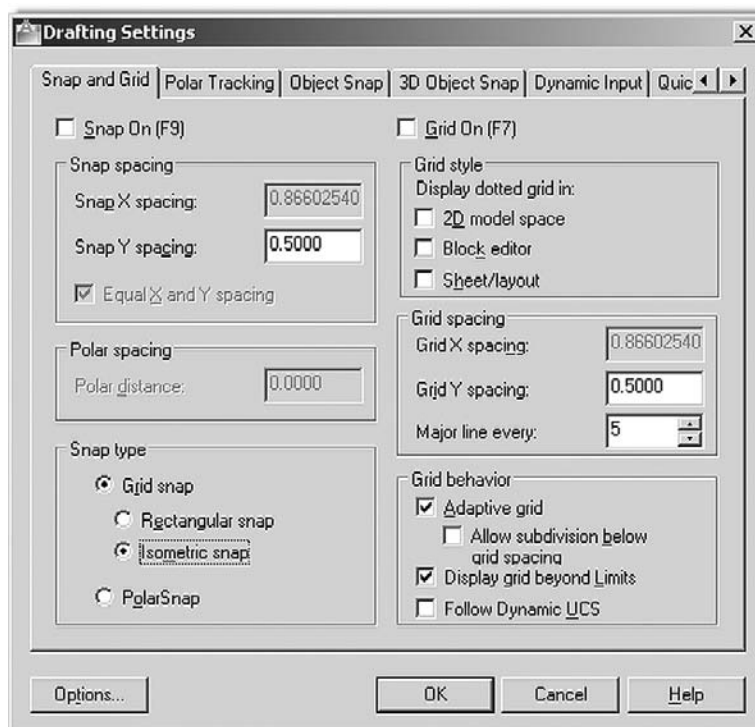 Drafting Settings
Snap and Grid
Polar Tracking
Object Snap
3D Object Snap
Dynamic Input
Quic
Snap On (F9)
Snap spacing
Snap X spacing:
0.86602540
Snap Y spacing:
0.5000
Equal X and Y spacing
Polar spacing
Polar distance:
0.0000
Snap type
Grid snap
Rectangular snap
Isometric snap
PolarSnap
Grid On (F7)
Grid style
Display dotted grid in:
2D model space
Block editor
Sheet/layout
Grid spacing
Grid X spacing:
0.86602540
Grid Y spacing:
0.5000
Major line every:
5
Grid behavior
Adaptive grid
Allow subdivision below
grid spacing
Display grid beyond Limits
Follow Dynamic UCS
Options...
OK
Cancel
Help